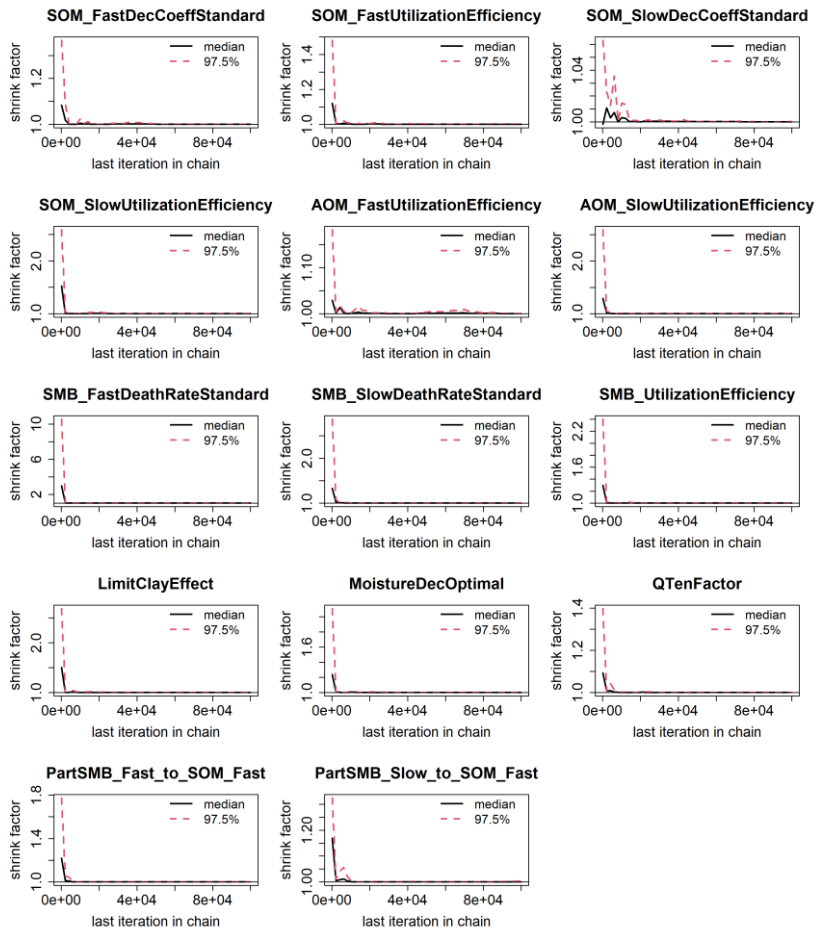 SOM_FastDecCoeffStandard
shrink factor
1.0 1.2
median
97.5%
0e+00 4e+04 8e+04
last iteration in chain
SOM_FastUtilizationEfficiency
shrink factor
1.0 1.2 1.4
median
97.5%
0e+00 4e+04 8e+04
last iteration in chain
SOM_SlowDecCoeffStandard
shrink factor
1.00 1.04
median
97.5%
0e+00 4e+04 8e+04
last iteration in chain
SOM_SlowUtilizationEfficiency
shrink factor
1.0 2.0
median
97.5%
0e+00 4e+04 8e+04
last iteration in chain
AOM_FastUtilizationEfficiency
shrink factor
1.00 1.10
median
97.5%
0e+00 4e+04 8e+04
last iteration in chain
AOM_SlowUtilizationEfficiency
shrink factor
1.0 2.0
median
97.5%
0e+00 4e+04 8e+04
last iteration in chain
SMB_FastDeathRateStandard
shrink factor
2 6 10
median
97.5%
0e+00 4e+04 8e+04
last iteration in chain
SMB_SlowDeathRateStandard
shrink factor
1.0 2.0
median
97.5%
0e+00 4e+04 8e+04
last iteration in chain
SMB_UtilizationEfficiency
shrink factor
1.0 1.6 2.2
median
97.5%
0e+00 4e+04 8e+04
last iteration in chain
LimitClayEffect
shrink factor
1.0 2.0
median
97.5%
0e+00 4e+04 8e+04
last iteration in chain
MoistureDecOptimal
shrink factor
1.0 1.6
median
97.5%
0e+00 4e+04 8e+04
last iteration in chain
QTenFactor
shrink factor
1.0 1.2 1.4
median
97.5%
0e+00 4e+04 8e+04
last iteration in chain
PartSMB_Fast_to_SOM_Fast
shrink factor
1.0 1.4 1.8
median
97.5%
0e+00 4e+04 8e+04
last iteration in chain
PartSMB_Slow_to_SOM_Fast
shrink factor
1.00 1.20
median
97.5%
0e+00 4e+04 8e+04
last iteration in chain